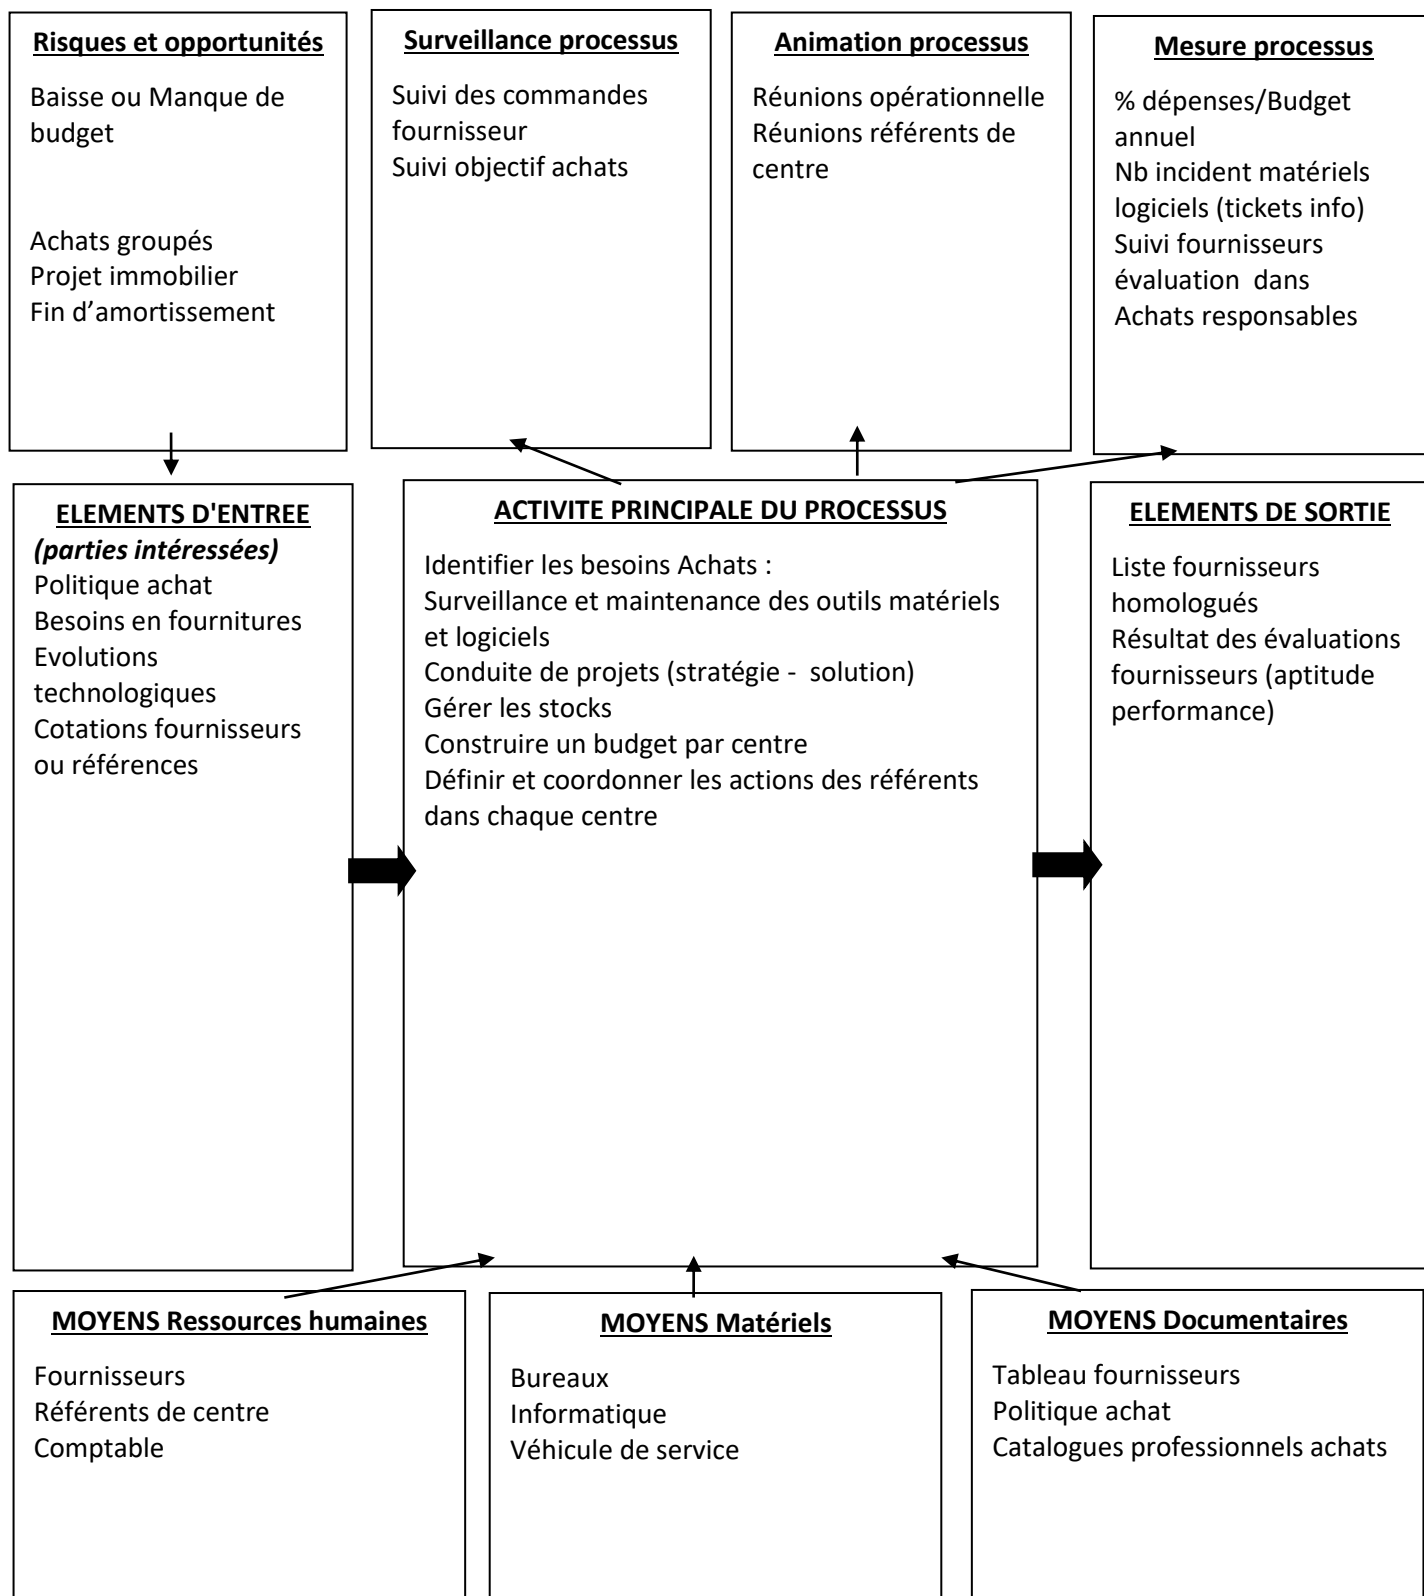 Risques et opportunités
Baisse ou Manque de
budget
Achats groupés
Projet immobilier
Fin d’amortissement
Surveillance processus
Suivi des commandes
fournisseur
Suivi objectif achats
Animation processus
Réunions opérationnelle
Réunions référents de
centre
Mesure processus
% dépenses/Budget
annuel
Nb incident matériels
logiciels (tickets info)
Suivi fournisseurs
évaluation  dans
Achats responsables
ELEMENTS D'ENTREE
(parties intéressées)
Politique achat
Besoins en fournitures
Evolutions
technologiques
Cotations fournisseurs
ou références
ACTIVITE PRINCIPALE DU PROCESSUS
Identifier les besoins Achats :
Surveillance et maintenance des outils matériels
et logiciels
Conduite de projets (stratégie -  solution)
Gérer les stocks
Construire un budget par centre
Définir et coordonner les actions des référents
dans chaque centre
ELEMENTS DE SORTIE
Liste fournisseurs
homologués
Résultat des évaluations
fournisseurs (aptitude
performance)
MOYENS Ressources humaines
Fournisseurs
Référents de centre
Comptable
MOYENS Matériels
Bureaux
Informatique
Véhicule de service
MOYENS Documentaires
Tableau fournisseurs
Politique achat
Catalogues professionnels achats